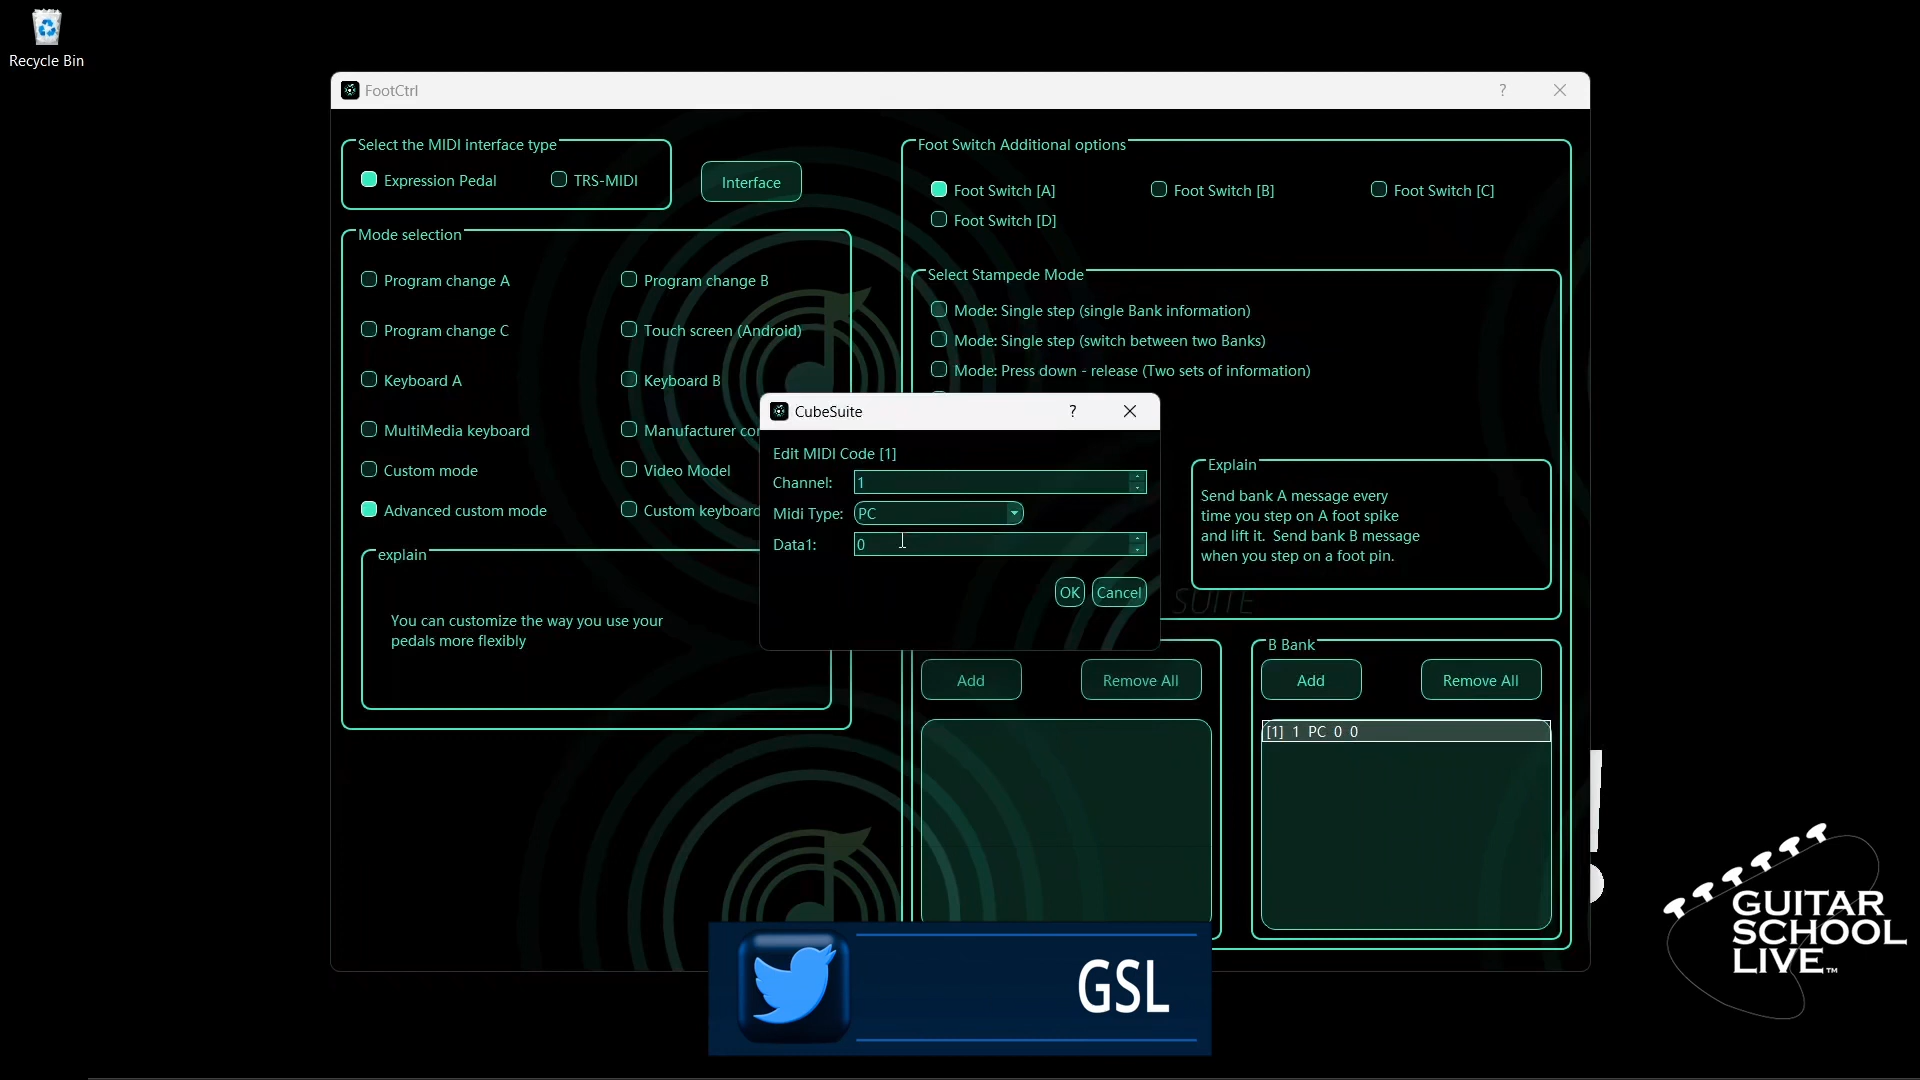 Recycle Bin
FootCtrl
?
Select the MIDI interface type
Expression Pedal
TRS-MIDI
Interface
Mode selection
Program change A
Program change B
Program change C
Touch screen (Android)
Keyboard A
Keyboard B
MultiMedia keyboard
Manufacturer co
Custom mode
Video Model
Advanced custom mode
Custom keyboard
explain
You can customize the way you use your
pedals more flexibly
Foot Switch Additional options
Foot Switch [A]
Foot Switch [B]
Foot Switch [C]
Foot Switch [D]
Select Stampede Mode
Mode: Single step (single Bank information)
Mode: Single step (switch between two Banks)
Mode: Press down - release (Two sets of information)
Explain
Send bank A message every
time you step on A foot spike
and lift it. Send bank B message
when you step on a foot pin.
SUITE
CubeSuite
?
Edit MIDI Code [1]
Channel:
1
Midi Type:
PC
Data1:
0
OK
Cancel
Add
Remove All
B Bank
Add
Remove All
[1] 1 PC 0 0
GSL
GUITAR
SCHOOL
LIVE™